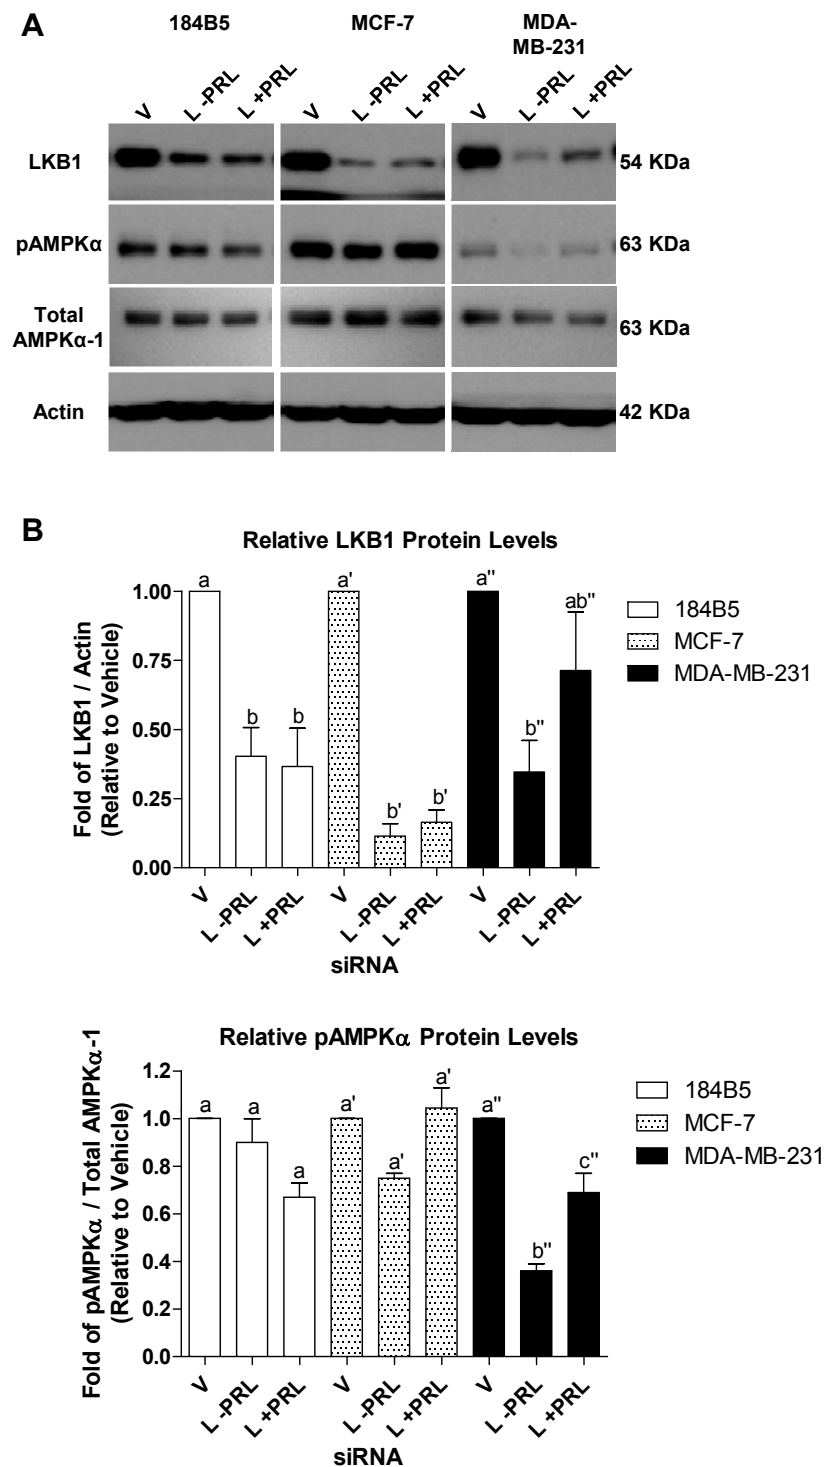 A
184B5 MCF-7 MDA-
MB-231
V L -PRL L +PRL V L -PRL L +PRL V L -PRL L +PRL
LKB1 54 KDa
pAMPKα 63 KDa
Total
AMPKα-1 63 KDa
Actin 42 KDa
B
Relative LKB1 Protein Levels
Fold of LKB1 / Actin
(Relative to Vehicle)
1.00
0.75
0.50
0.25
0.00
a b b a' b' b' a'' b'' ab''
184B5
MCF-7
MDA-MB-231
V L -PRL L +PRL V L -PRL L +PRL V L -PRL L +PRL
siRNA
Relative pAMPKα Protein Levels
Fold of pAMPKα / Total AMPKα-1
(Relative to Vehicle)
1.2
1.0
0.8
0.6
0.4
0.2
0.0
a a a a' a' a' a'' b'' c''
184B5
MCF-7
MDA-MB-231
V L -PRL L +PRL V L -PRL L +PRL V L -PRL L +PRL
siRNA